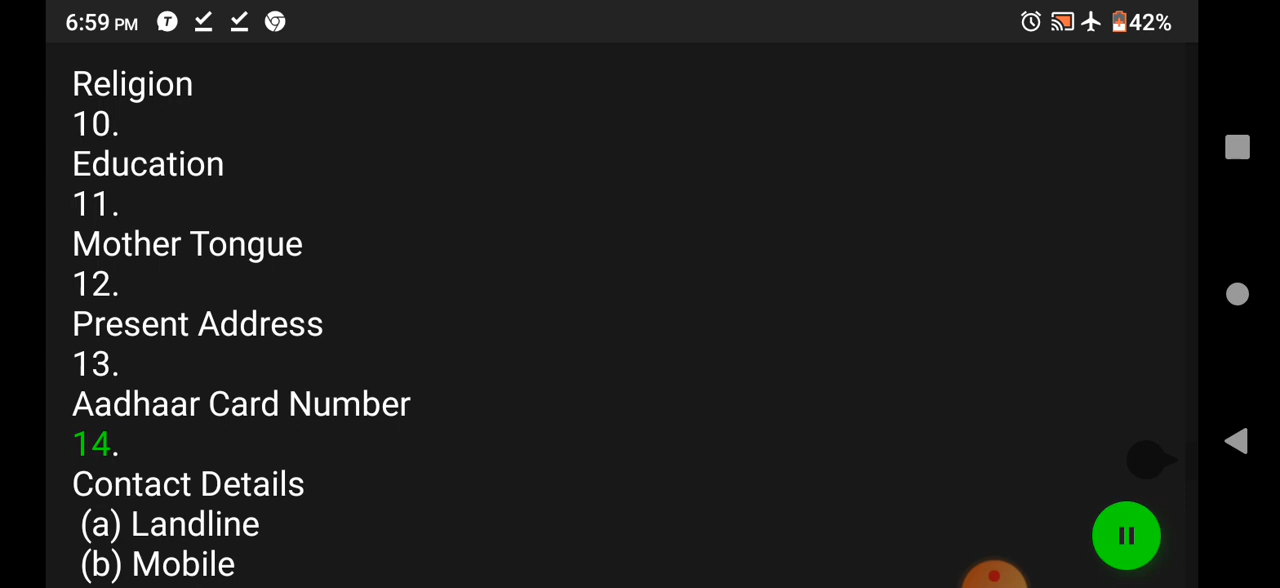 6:59 PM
42%
Religion
10.
Education
11.
Mother Tongue
12.
Present Address
13.
Aadhaar Card Number
14.
Contact Details
(a) Landline
(b) Mobile